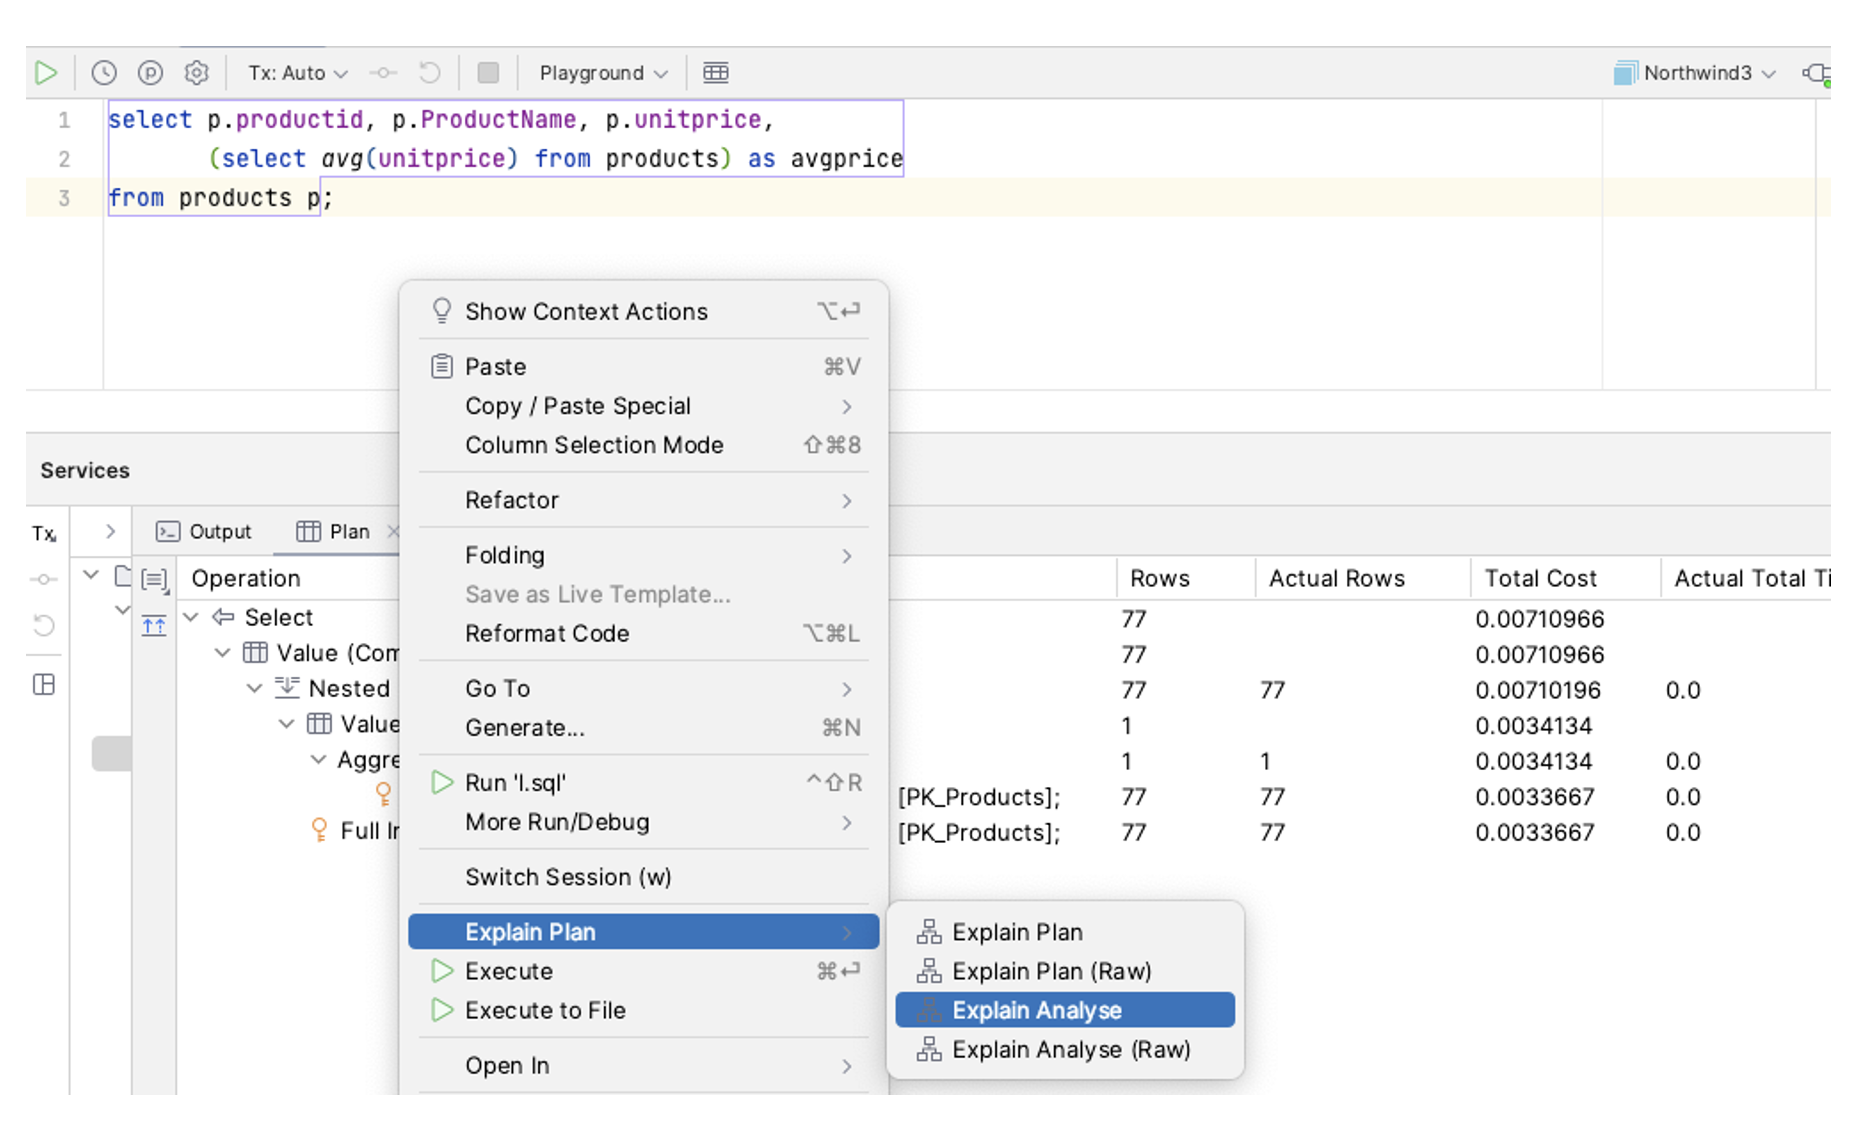 Tx: Auto Playground Northwind3
1 select p.productid, p.ProductName, p.unitprice,
2 (select avg(unitprice) from products) as avgprice
3 from products p;
Show Context Actions ⌥⏎
Paste ⌘V
Copy / Paste Special
Column Selection Mode ⇧⌘8
Refactor
Folding
Save as Live Template...
Reformat Code ⌥⌘L
Go To
Generate... ⌘N
Run 'l.sql' ^⇧R
More Run/Debug
Switch Session (w)
Explain Plan
Execute ⌘⏎
Execute to File
Open In
Explain Plan
Explain Plan (Raw)
Explain Analyse
Explain Analyse (Raw)
Services
Tx
Output Plan
Operation Rows Actual Rows Total Cost Actual Total Ti
Select 77 0.00710966
Value (Com 77 0.00710966
Nested 77 77 0.00710196 0.0
Value 1 0.0034134
Aggre 1 1 0.0034134 0.0
[PK_Products]; 77 77 0.0033667 0.0
Full In [PK_Products]; 77 77 0.0033667 0.0